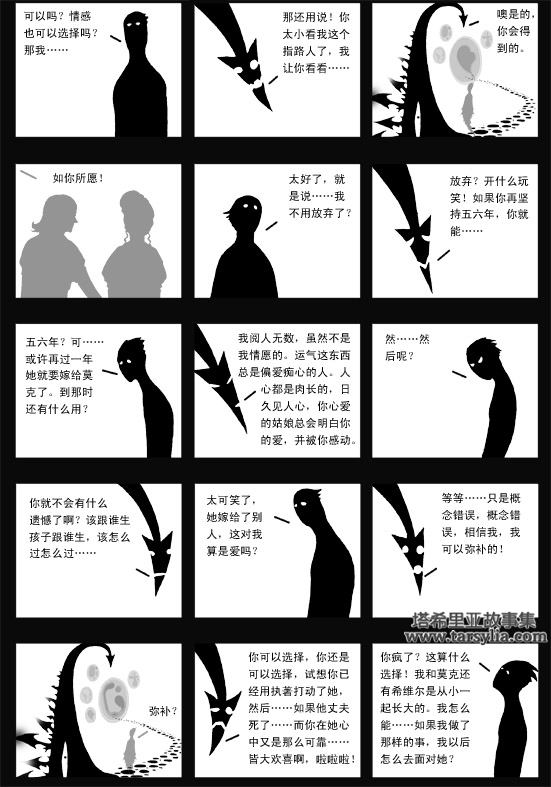 可以吗？情感
也可以选择吗？
那我……
那还用说！你
太小看我这个
指路人了，我
让你看看……
噢是的，
你会得
到的。
如你所愿！
太好了，就
是说……我
不用放弃了？
放弃？开什么玩
笑！如果你再坚
持五六年，你就
能……
五六年？可……
或许再过一年
她就要嫁给莫
克了。到那时
还有什么用？
我阅人无数，虽然不是
我情愿的。运气这东西
总是偏爱痴心的人。人
心都是肉长的，日
久见人心，你心爱
的姑娘总会明白你
的爱，并被你感动。
然……然
后呢？
你就不会有什么
遗憾了啊？该跟谁生
孩子跟谁生，该怎么
过怎么过……
太可笑了，
她嫁给了别
人，这对我
算是爱吗？
等等……只是概
念错误，概念错
误，相信我，我
可以弥补的！
塔希里亚故事集
www.tarsylia.com
弥补？
你可以选择，你还是
可以选择，试想你已
经用执著打动了她，
然后……如果他丈夫
死了……而你在她心
中又是那么可靠……
皆大欢喜啊，啦啦啦！
你疯了？这算什么
选择！我和莫克还
有希维尔是从小一
起长大的。我怎么
能……如果我做了
那样的事，我以后
怎么去面对她？